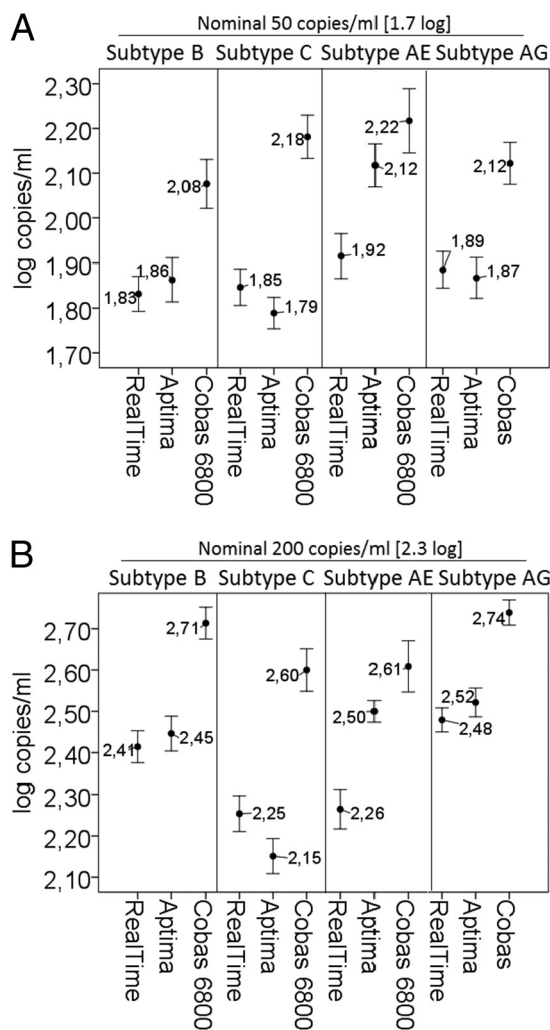 A
Nominal 50 copies/ml [1.7 log]
Subtype B Subtype C Subtype AE Subtype AG
log copies/ml
2,30
2,20
2,10
2,00
1,90
1,80
1,70
1,83
1,86
2,08
1,85
1,79
2,18
1,92
2,12
2,22
1,89
1,87
2,12
RealTime
Aptima
Cobas 6800
RealTime
Aptima
Cobas 6800
RealTime
Aptima
Cobas 6800
RealTime
Aptima
Cobas
B
Nominal 200 copies/ml [2.3 log]
Subtype B Subtype C Subtype AE Subtype AG
log copies/ml
2,70
2,60
2,50
2,40
2,30
2,20
2,10
2,41
2,45
2,71
2,25
2,15
2,60
2,26
2,50
2,61
2,48
2,52
2,74
RealTime
Aptima
Cobas 6800
RealTime
Aptima
Cobas 6800
RealTime
Aptima
Cobas 6800
RealTime
Aptima
Cobas